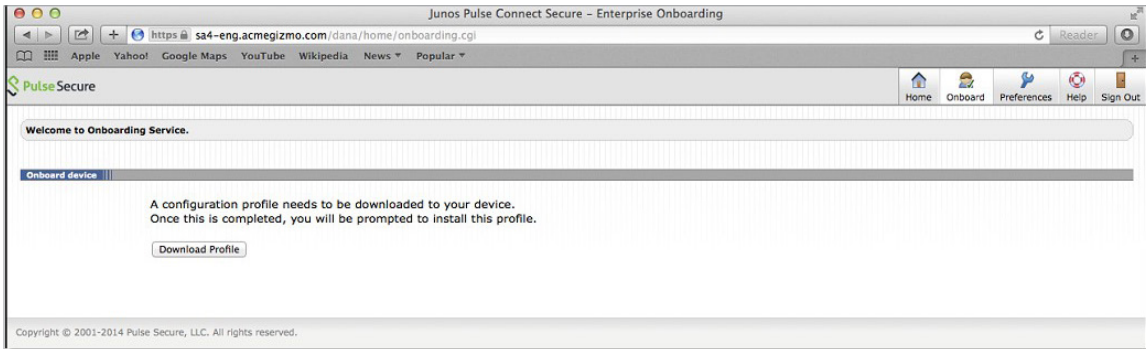 Junos Pulse Connect Secure – Enterprise Onboarding
https sa4-eng.acmegizmo.com/dana/home/onboarding.cgi
Reader
Apple Yahoo! Google Maps YouTube Wikipedia News Popular
Pulse Secure
Home Onboard Preferences Help Sign Out
Welcome to Onboarding Service.
Onboard device
A configuration profile needs to be downloaded to your device.
Once this is completed, you will be prompted to install this profile.
Download Profile
Copyright © 2001-2014 Pulse Secure, LLC. All rights reserved.